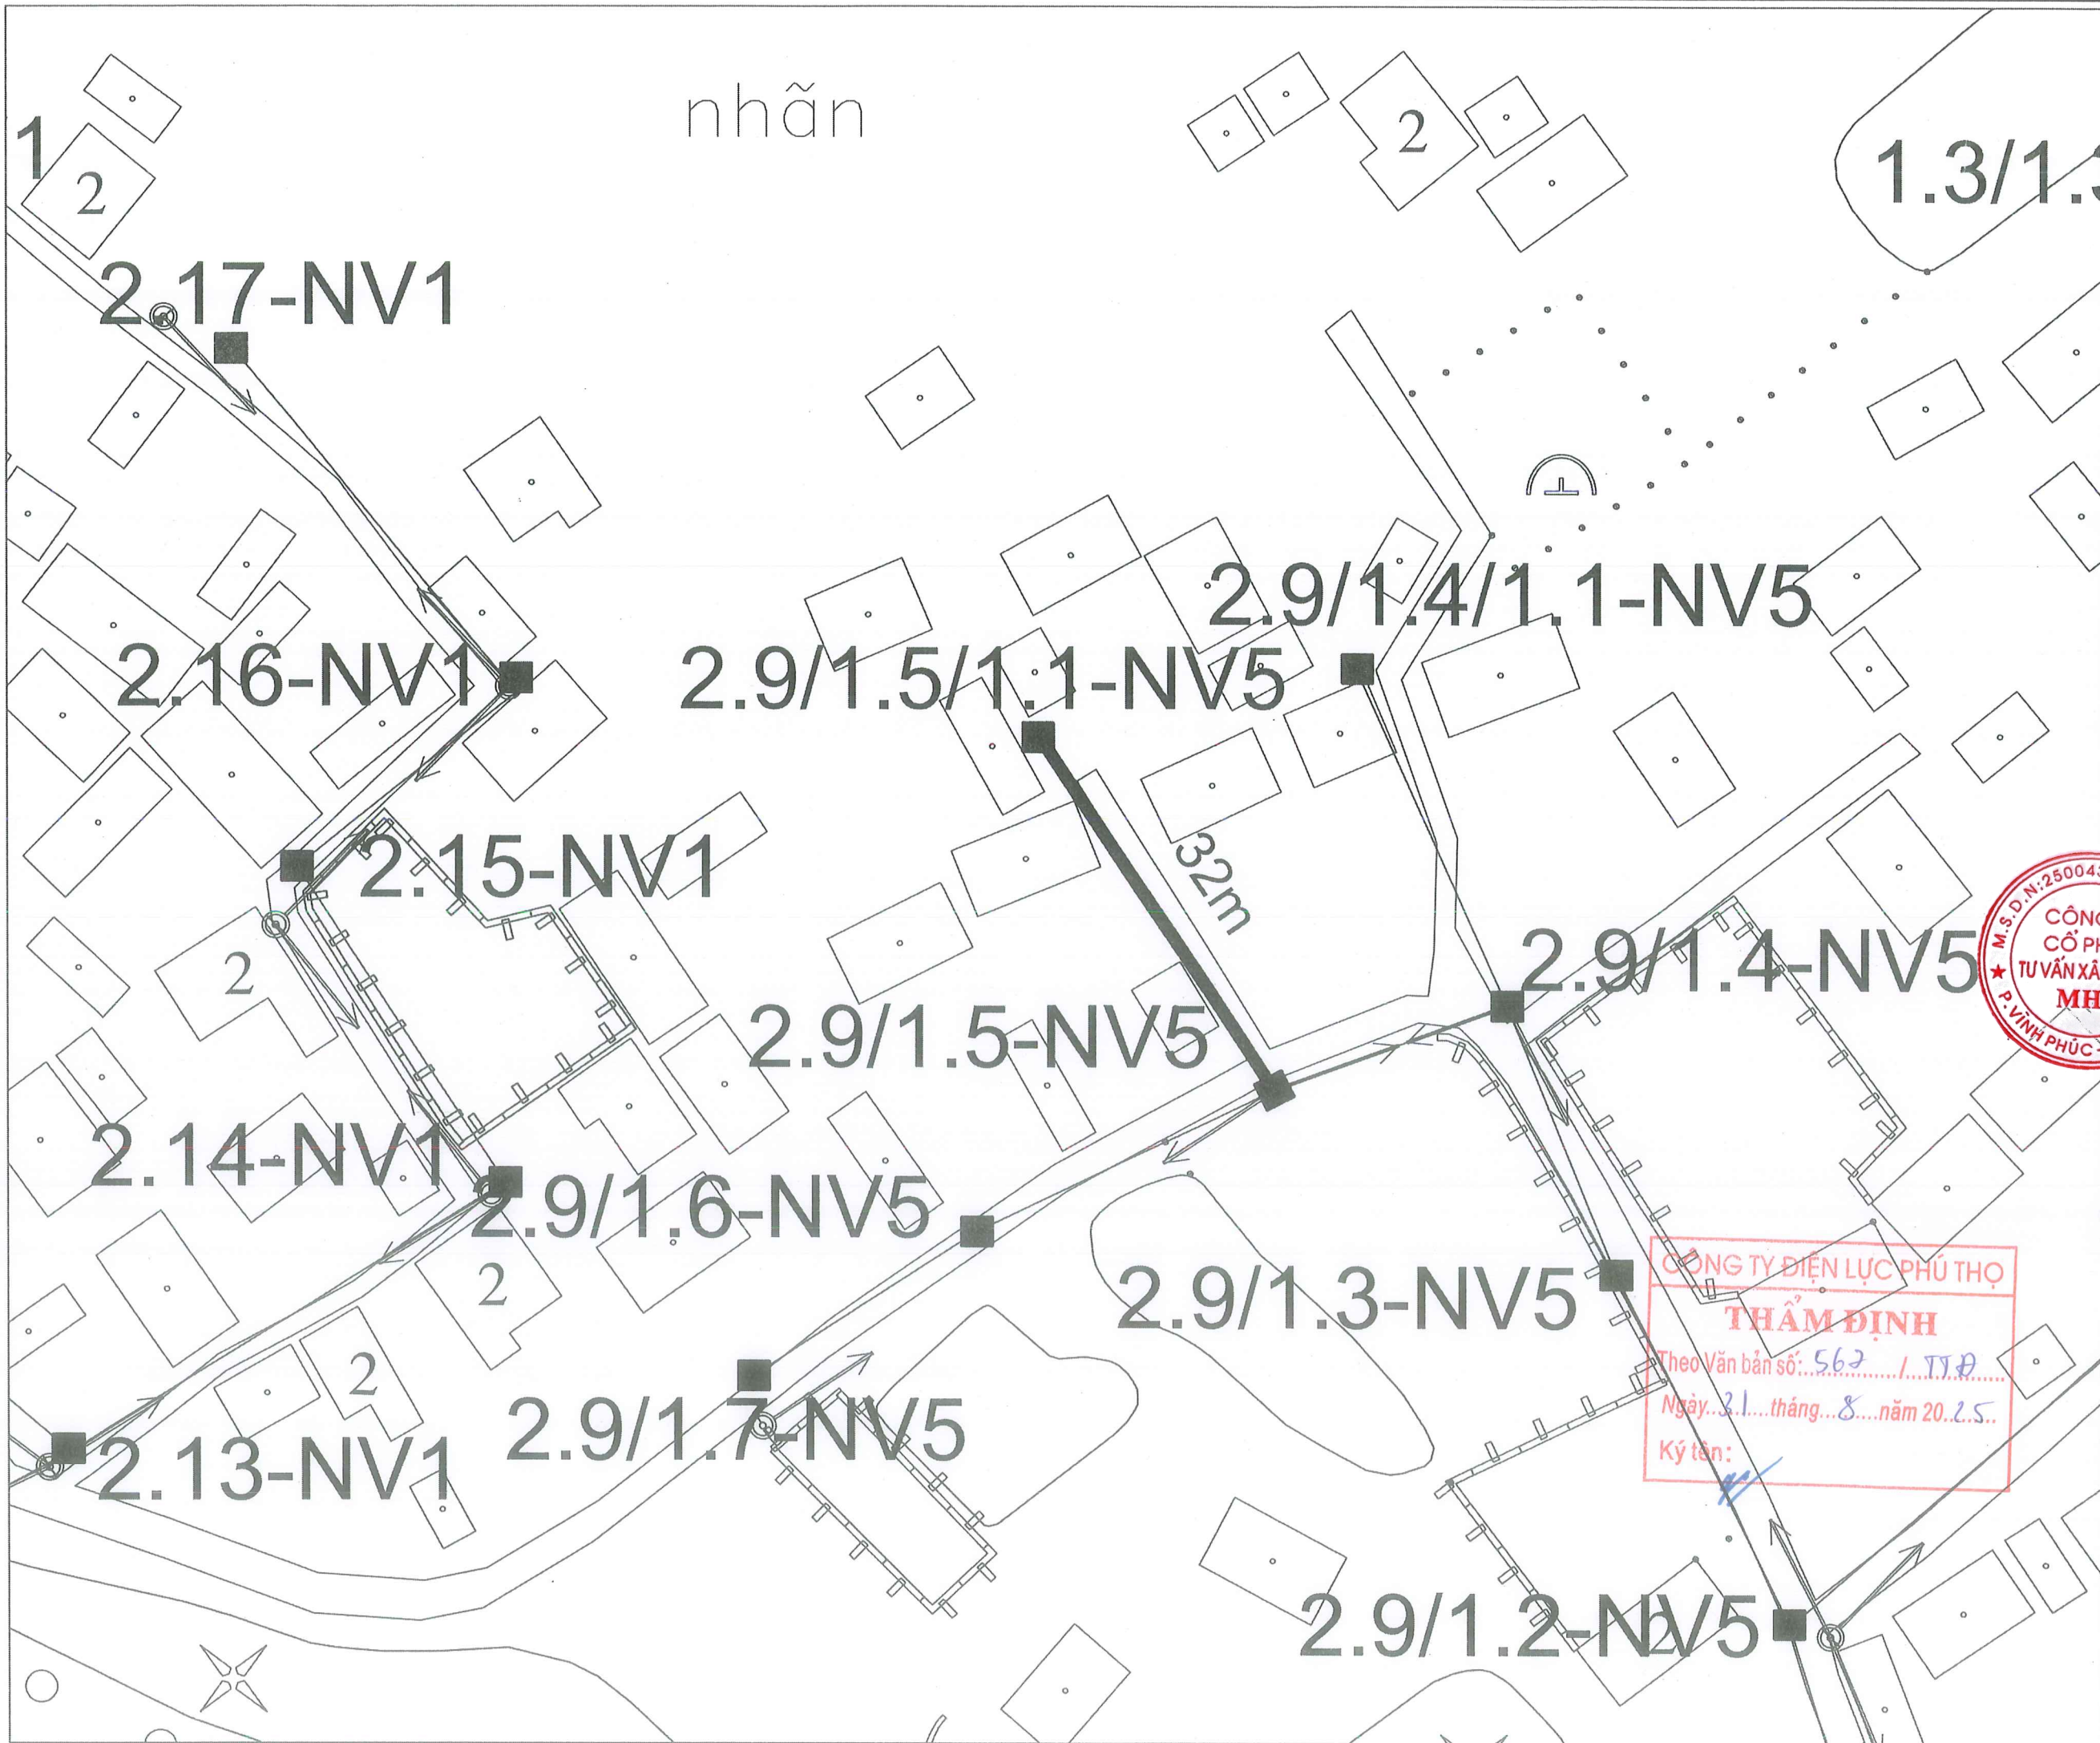 nhãn
1
2
2
1.3/1.
2.17-NV1
2.9/1.4/1.1-NV5
2.16-NV1
2.9/1.5/1.1-NV5
2.15-NV1
32m
2
2.9/1.4-NV5
M.S.D.N:25004
CÔN
CỔ PH
TƯ VẤN XÂ
MH
P.VĨNH PHÚC
2.9/1.5-NV5
2.14-NV1
2.9/1.6-NV5
2
2.9/1.3-NV5
CÔNG TY ĐIỆN LỰC PHÚ THỌ
THẨM ĐỊNH
Theo Văn bản số: 567 / TTĐ
Ngày 31 tháng 8 năm 2025
Ký tên:
2
2.9/1.7-NV5
2.13-NV1
2.9/1.2-NV5
2